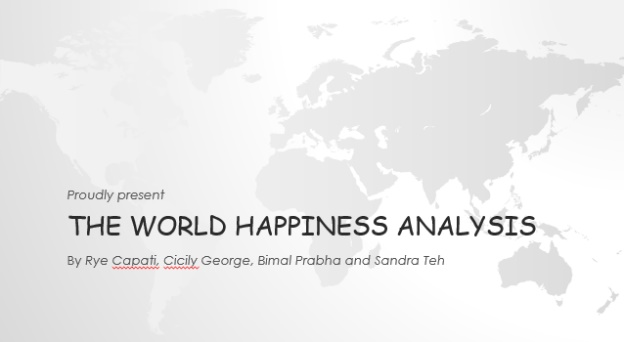 Proudly present
THE WORLD HAPPINESS ANALYSIS
By Rye Capati, Cicily George, Bimal Prabha and Sandra Teh